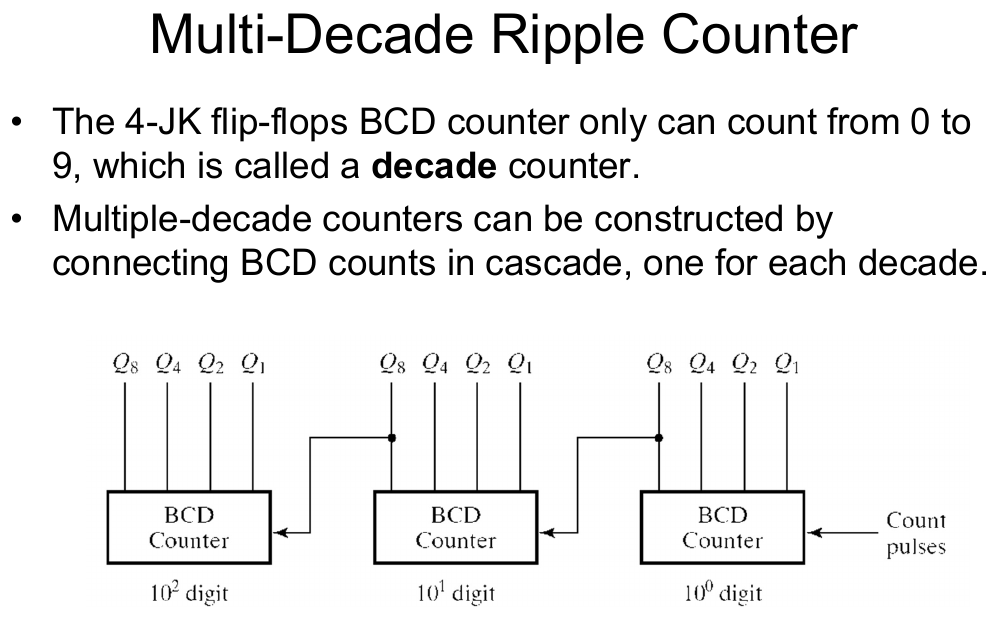 Multi-Decade Ripple Counter
• The 4-JK flip-flops BCD counter only can count from 0 to
9, which is called a decade counter.
• Multiple-decade counters can be constructed by
connecting BCD counts in cascade, one for each decade.
Q₈ Q₄ Q₂ Q₁ Q₈ Q₄ Q₂ Q₁ Q₈ Q₄ Q₂ Q₁
BCD
Counter
BCD
Counter
BCD
Counter
Count
pulses
10² digit
10¹ digit
10⁰ digit